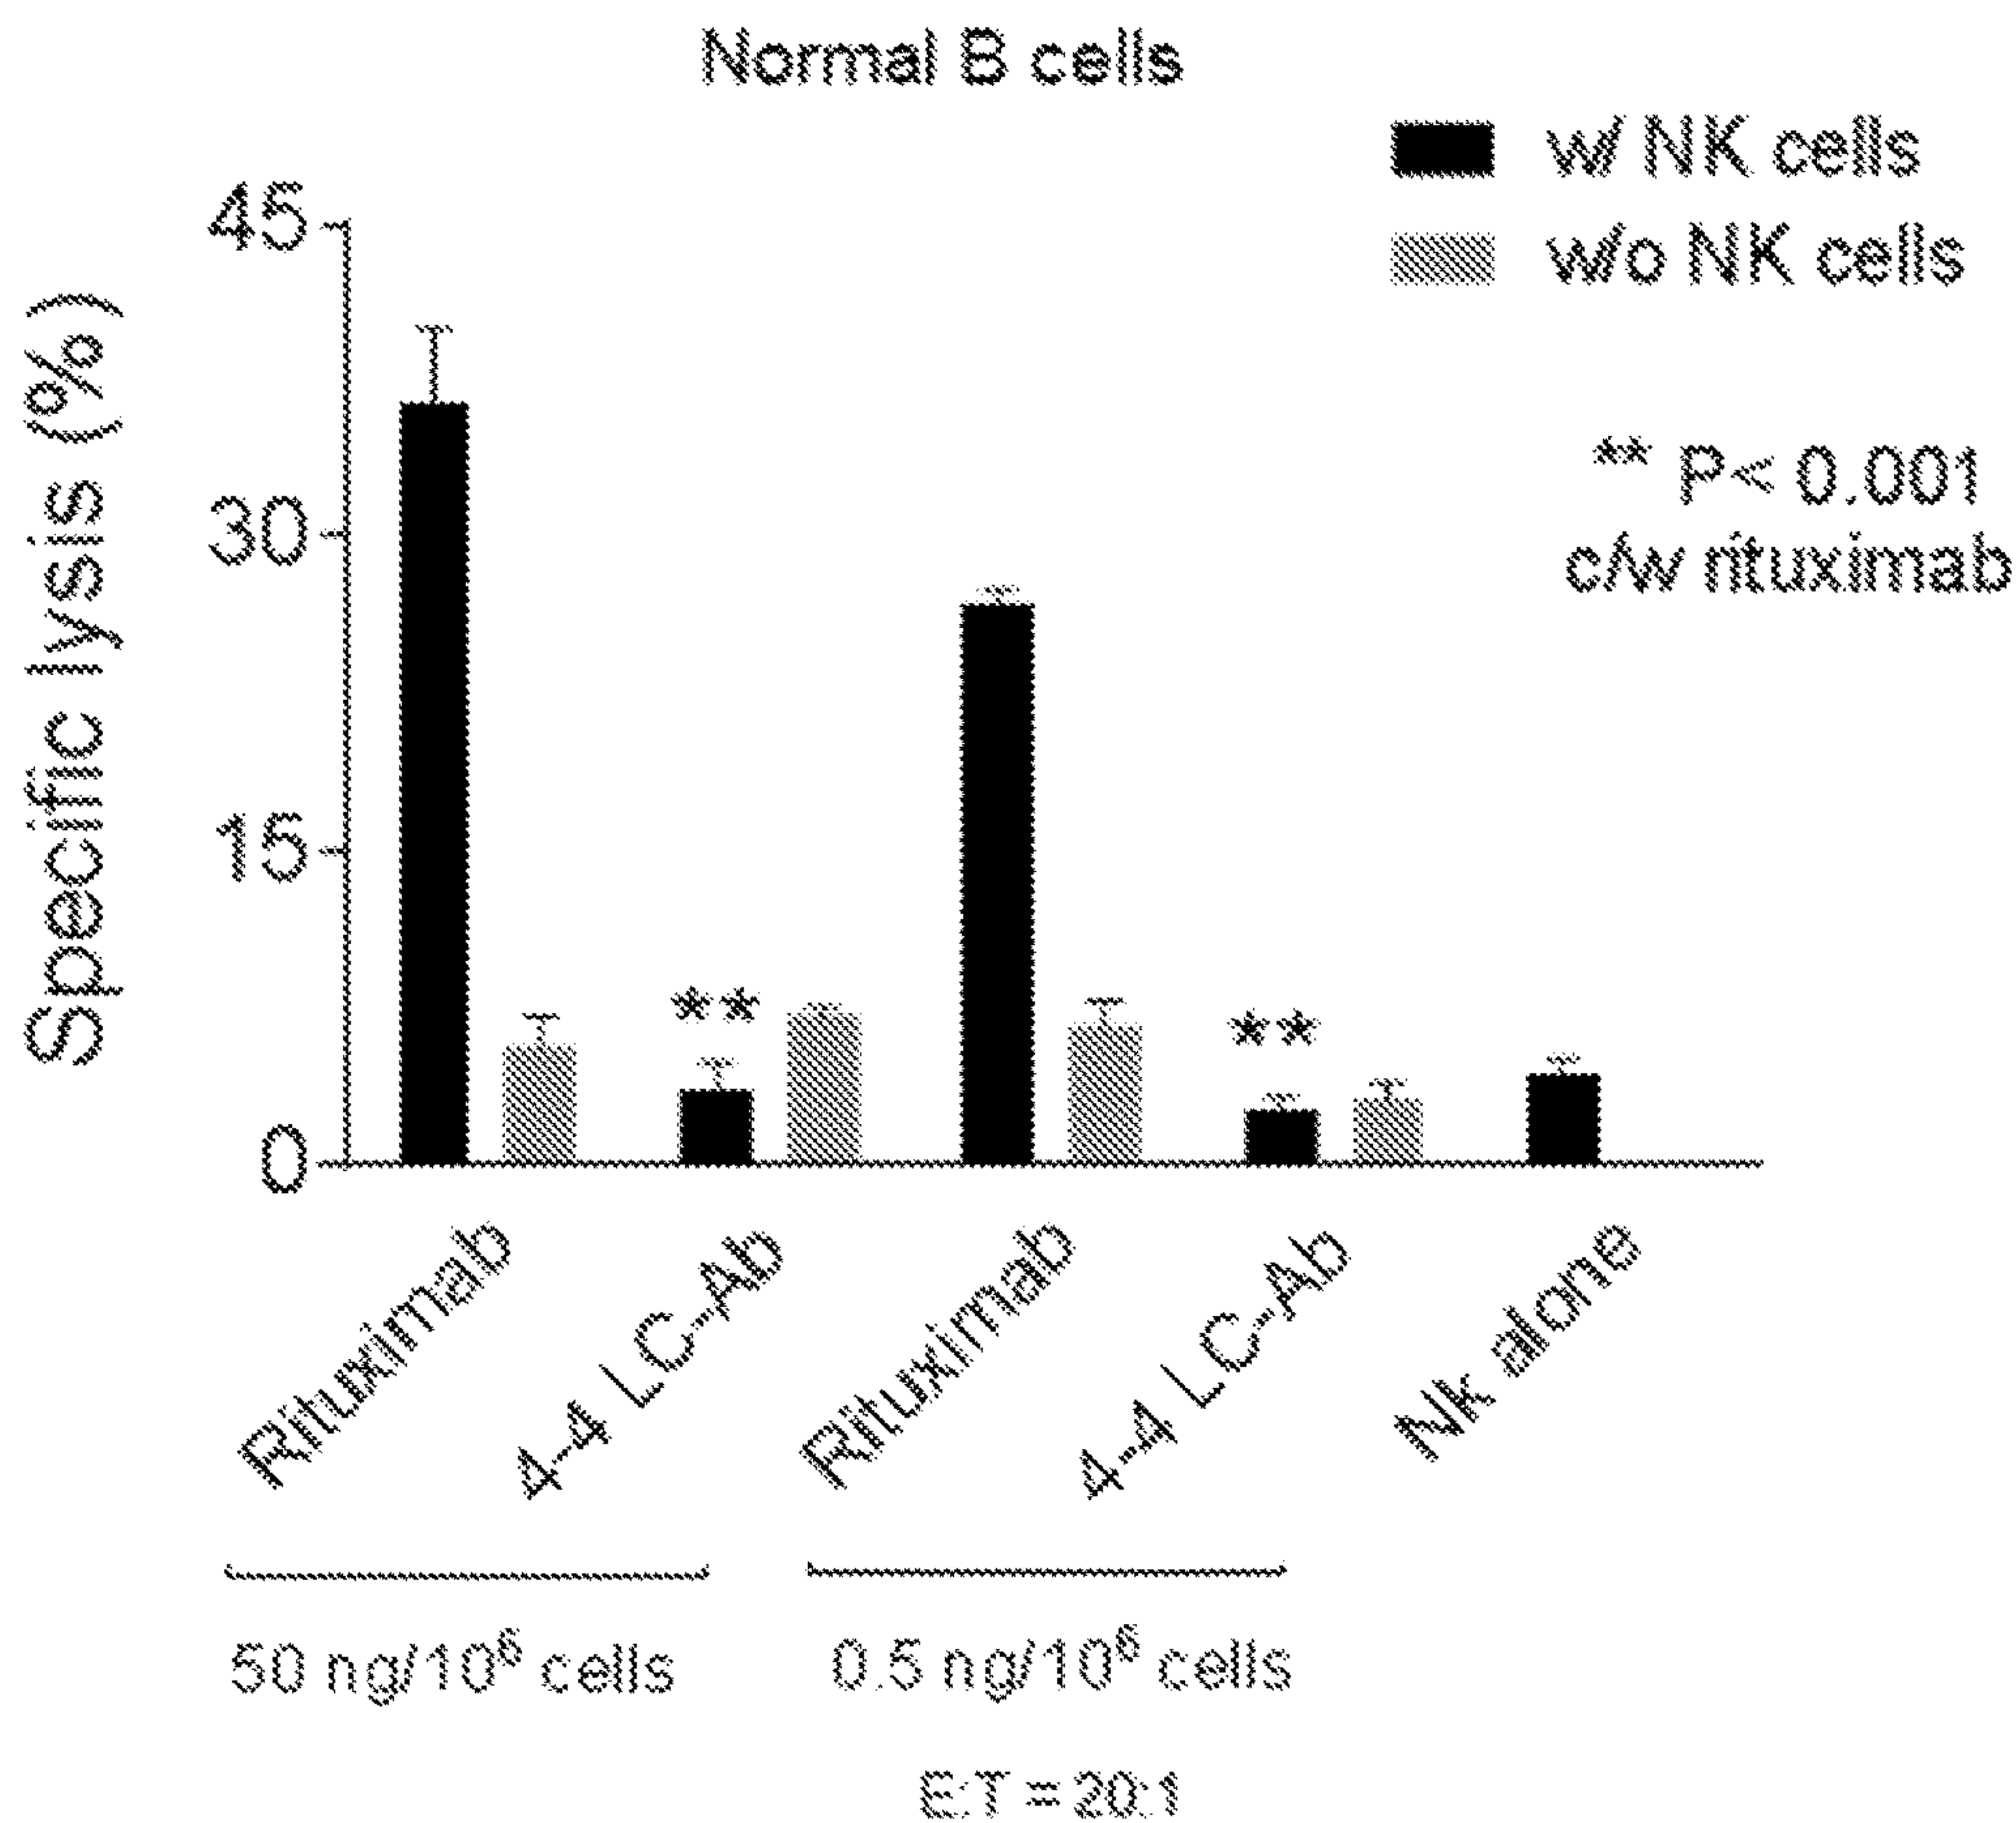 Normal B cells
w/ NK cells
w/o NK cells
** P< 0.001
c/w rituximab
Specific lysis (%)
45
30
15
0
**
**
Rituximab
4-4 LC-Ab
Rituximab
4-4 LC-Ab
Nk alone
50 ng/10⁶ cells
0.5 ng/10⁶ cells
E:T = 20:1